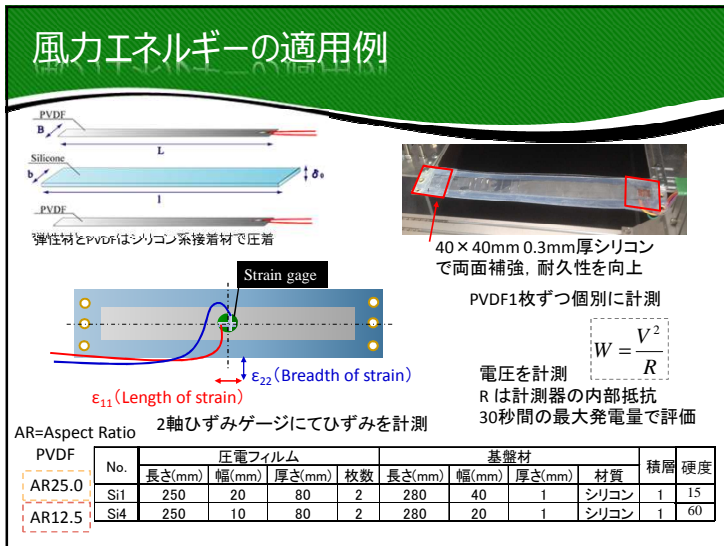 風力エネルギーの適用例
PVDF
B
L
Silicone
b
δ₀
l
PVDF
弾性材とPVDFはシリコン系接着材で圧着
40×40mm 0.3mm厚シリコン
で両面補強，耐久性を向上
Strain gage
PVDF1枚ずつ個別に計測
W = V² / R
ε₂₂（Breadth of strain）
ε₁₁（Length of strain）
電圧を計測
R は計測器の内部抵抗
30秒間の最大発電量で評価
2軸ひずみゲージにてひずみを計測
AR=Aspect Ratio
PVDF
AR25.0
AR12.5
No. 圧電フィルム 基盤材 積層 硬度
長さ(mm) 幅(mm) 厚さ(mm) 枚数 長さ(mm) 幅(mm) 厚さ(mm) 材質
Si1 250 20 80 2 280 40 1 シリコン 1 15
Si4 250 10 80 2 280 20 1 シリコン 1 60